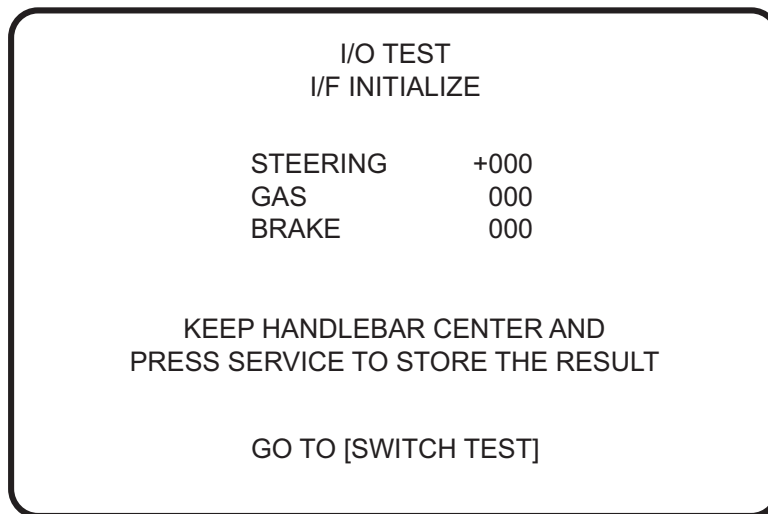 I/O TEST
I/F INITIALIZE
STEERING +000
GAS 000
BRAKE 000
KEEP HANDLEBAR CENTER AND
PRESS SERVICE TO STORE THE RESULT
GO TO [SWITCH TEST]